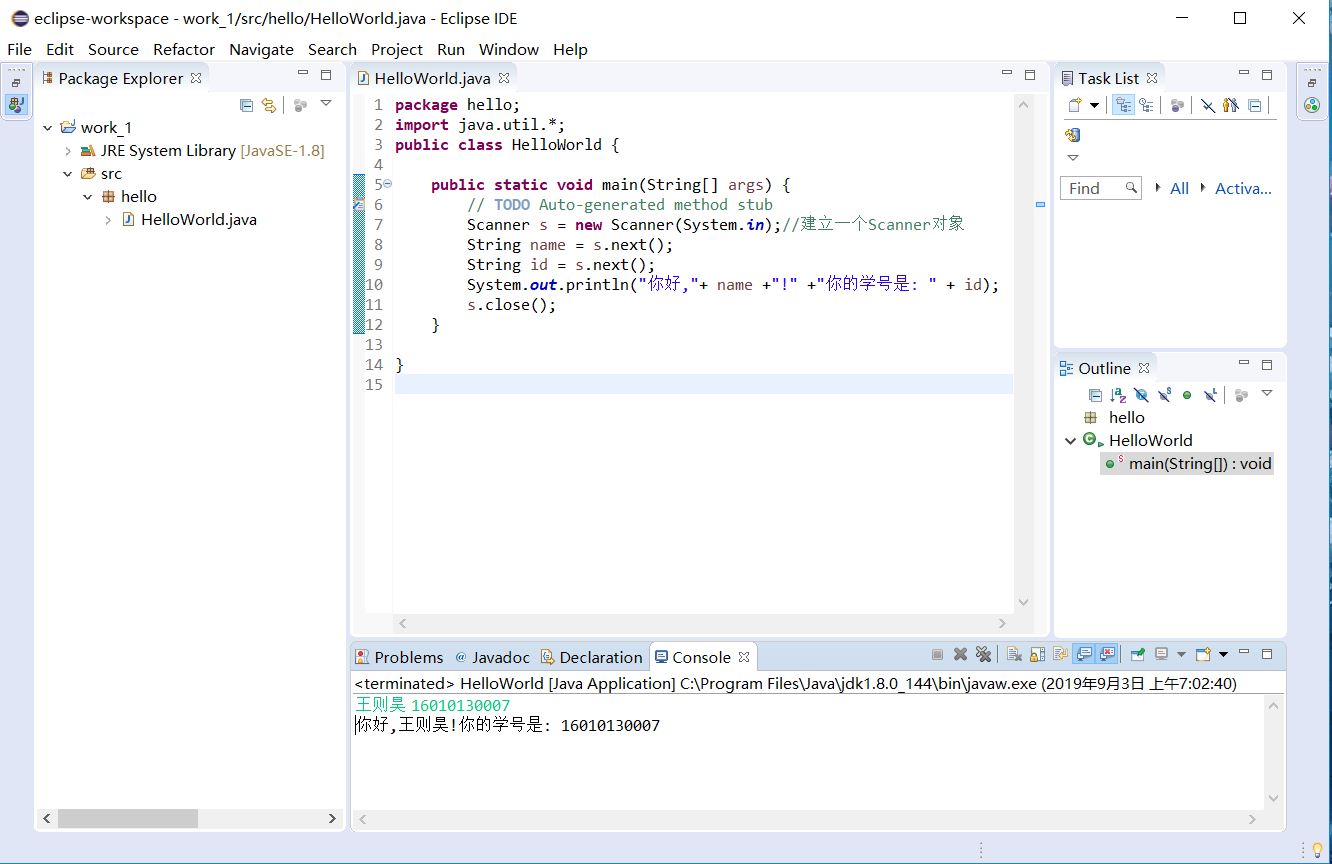 eclipse-workspace - work_1/src/hello/HelloWorld.java - Eclipse IDE
File Edit Source Refactor Navigate Search Project Run Window Help
Package Explorer
work_1
JRE System Library [JavaSE-1.8]
src
hello
HelloWorld.java
HelloWorld.java
1 package hello;
2 import java.util.*;
3 public class HelloWorld {
4
5 public static void main(String[] args) {
6 // TODO Auto-generated method stub
7 Scanner s = new Scanner(System.in);//建立一个Scanner对象
8 String name = s.next();
9 String id = s.next();
10 System.out.println("你好,"+ name +"!" +"你的学号是: " + id);
11 s.close();
12 }
13
14 }
15
Task List
Find All Activa...
Outline
hello
HelloWorld
main(String[]) : void
Problems Javadoc Declaration Console
<terminated> HelloWorld [Java Application] C:\Program Files\Java\jdk1.8.0_144\bin\javaw.exe (2019年9月3日 上午7:02:40)
王则昊 16010130007
你好,王则昊!你的学号是: 16010130007